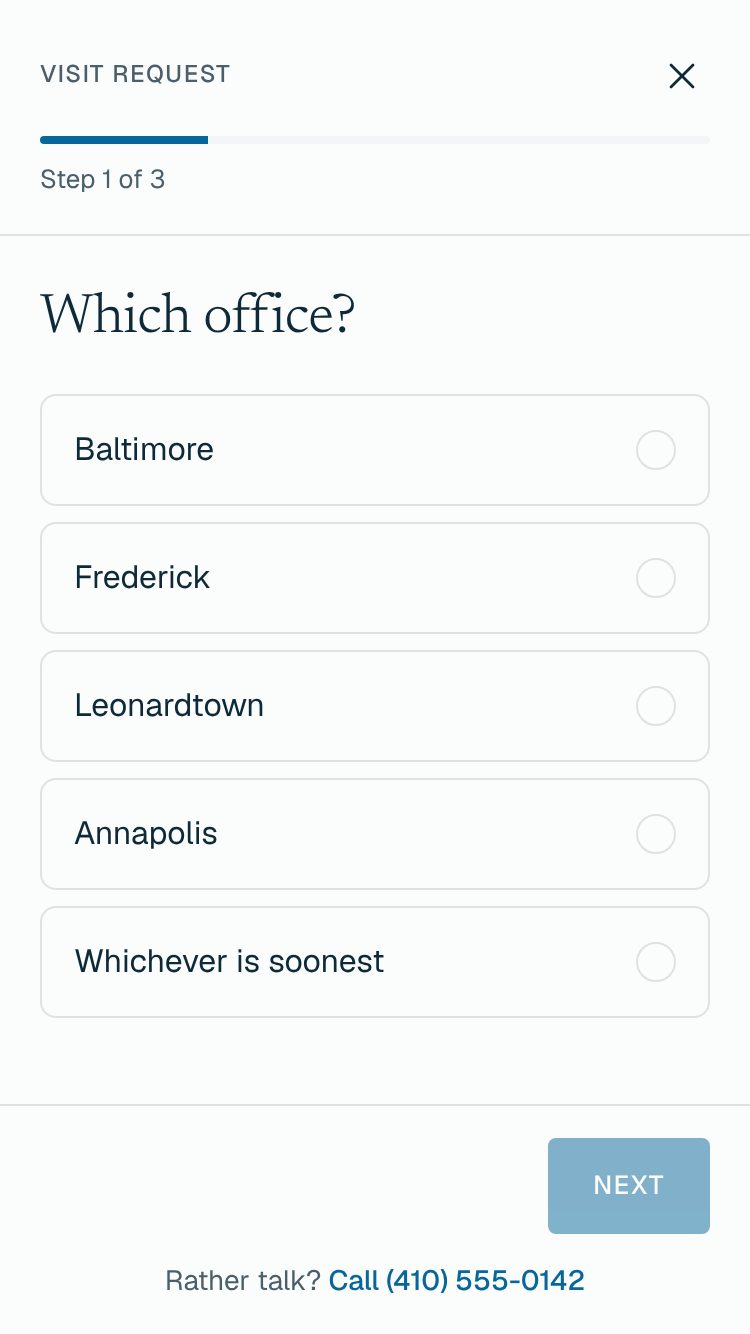 VISIT REQUEST
Step 1 of 3
Which office?
Baltimore
Frederick
Leonardtown
Annapolis
Whichever is soonest
NEXT
Rather talk? Call (410) 555-0142